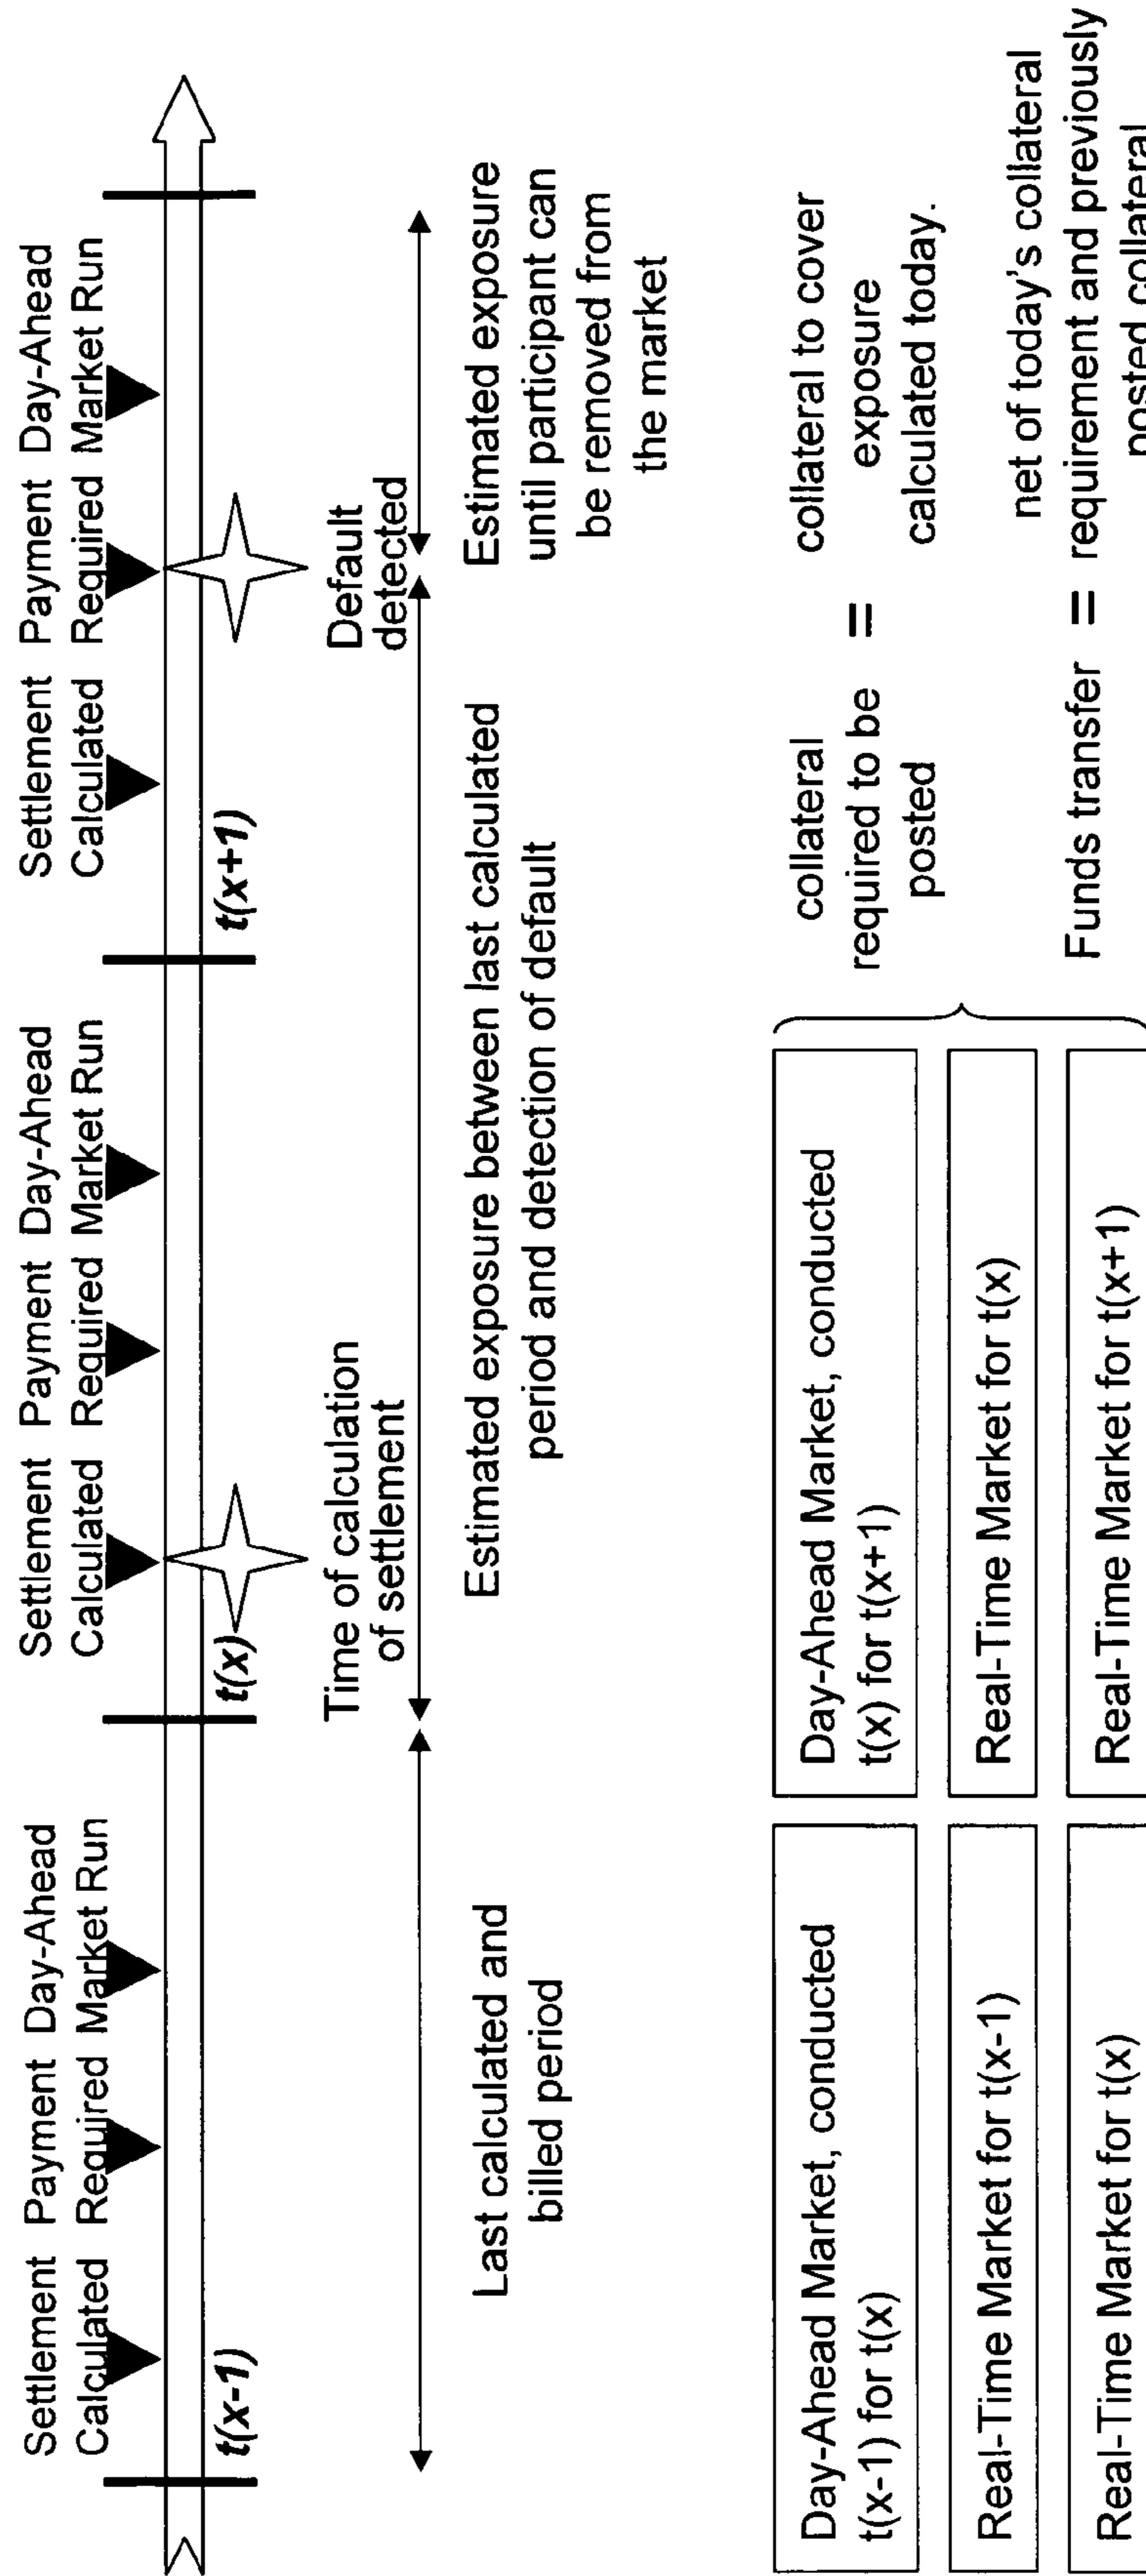 Settlement Payment Day-Ahead
Calculated Required Market Run
Settlement Payment Day-Ahead
Calculated Required Market Run
Settlement Payment Day-Ahead
Calculated Required Market Run
t(x-1)
t(x)
t(x+1)
Time of calculation
of settlement
Default
detected
Last calculated and
billed period
Estimated exposure between last calculated
period and detection of default
Estimated exposure
until participant can
be removed from
the market
Day-Ahead Market, conducted
t(x-1) for t(x)
Real-Time Market for t(x-1)
Real-Time Market for t(x)
Day-Ahead Market, conducted
t(x) for t(x+1)
Real-Time Market for t(x)
Real-Time Market for t(x+1)
collateral
required to be
posted
=
collateral to cover
exposure
calculated today.
net of today's collateral
Funds transfer = requirement and previously
posted collateral